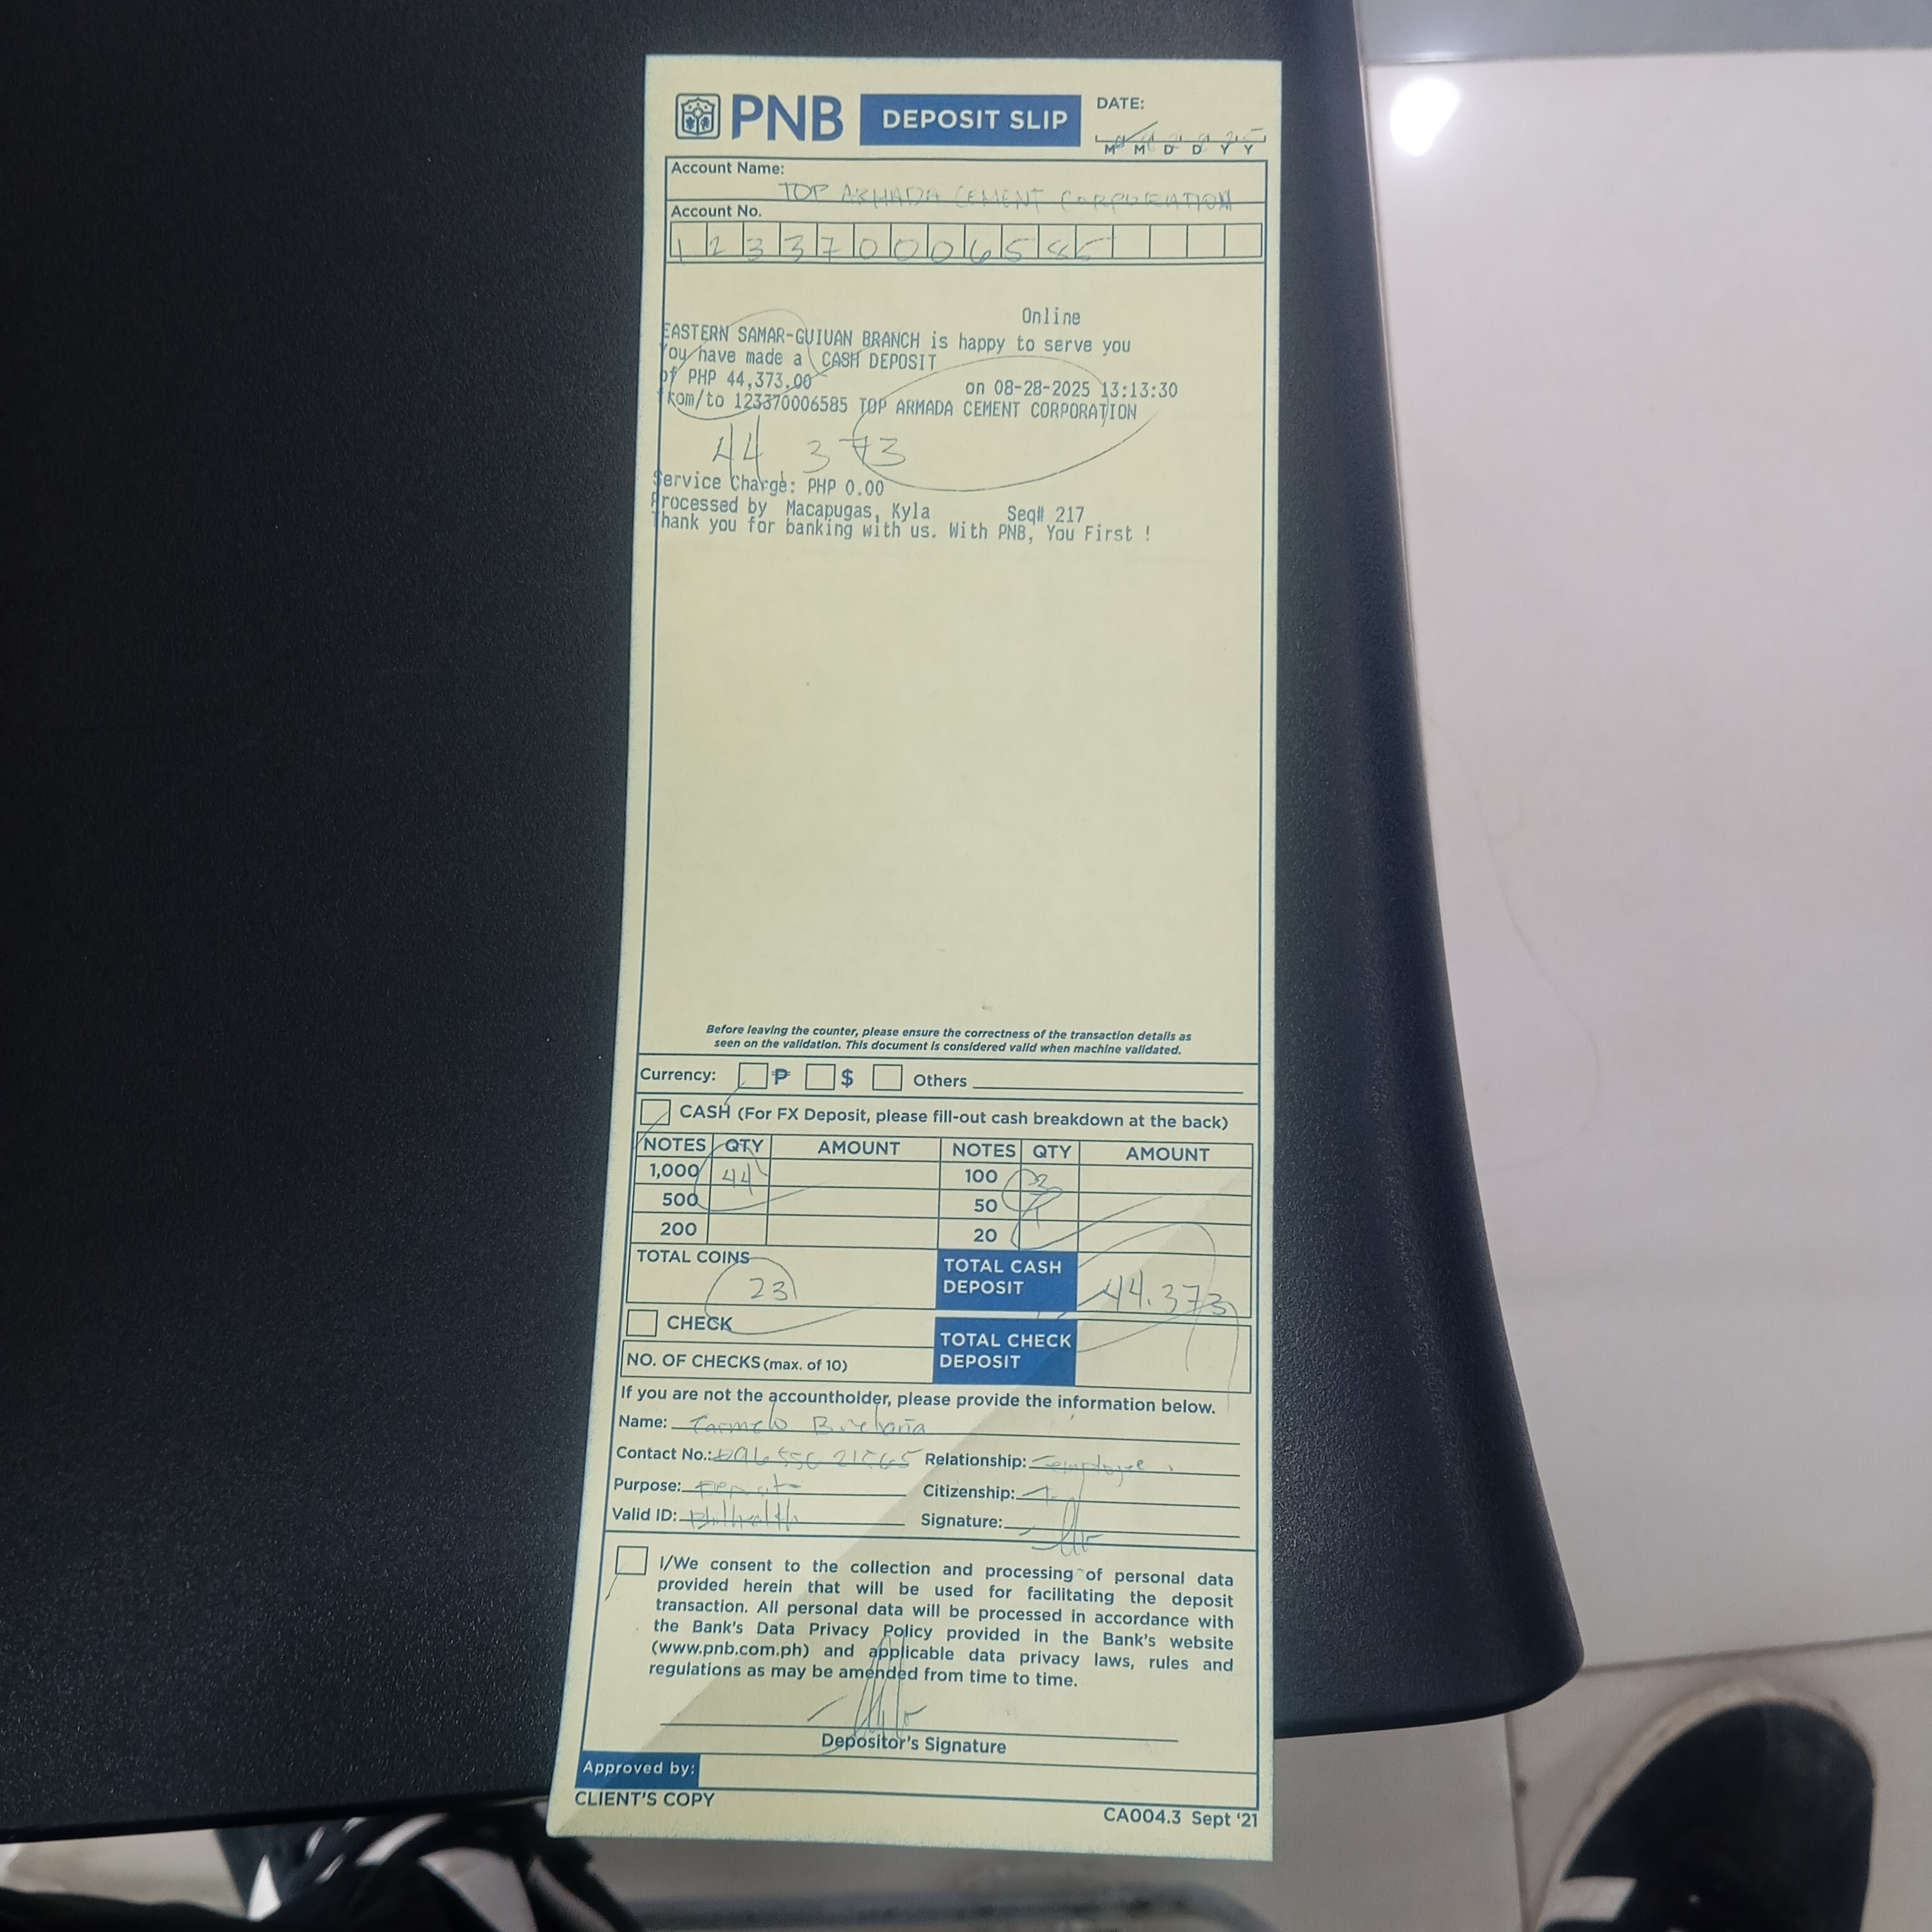 PNB DEPOSIT SLIP DATE:
M M D D Y Y
Account Name:
TOP ARMADA CEMENT CORPORATION
Account No.
1 2 3 3 7 0 0 0 6 5 8 5
Online
EASTERN SAMAR-GUIUAN BRANCH is happy to serve you
You have made a CASH DEPOSIT
of PHP 44,373.00 on 08-28-2025 13:13:30
from/to 123370006585 TOP ARMADA CEMENT CORPORATION
44 373
Service Charge: PHP 0.00
Processed by Macapugas, Kyla Seq# 217
Thank you for banking with us. With PNB, You First !
Before leaving the counter, please ensure the correctness of the transaction details as
seen on the validation. This document is considered valid when machine validated.
Currency: ₱ $ Others
CASH (For FX Deposit, please fill-out cash breakdown at the back)
NOTES QTY AMOUNT NOTES QTY AMOUNT
1,000 44 100 3
500 50 1
200 20
TOTAL COINS TOTAL CASH
23 DEPOSIT 44.373
CHECK TOTAL CHECK
NO. OF CHECKS (max. of 10) DEPOSIT
If you are not the accountholder, please provide the information below.
Name: Carmelo
Contact No.: Relationship: employee
Purpose: Deposit Citizenship:
Valid ID: Philhealth Signature:
I/We consent to the collection and processing of personal data
provided herein that will be used for facilitating the deposit
transaction. All personal data will be processed in accordance with
the Bank's Data Privacy Policy provided in the Bank's website
(www.pnb.com.ph) and applicable data privacy laws, rules and
regulations as may be amended from time to time.
Depositor's Signature
Approved by:
CLIENT'S COPY CA004.3 Sept '21